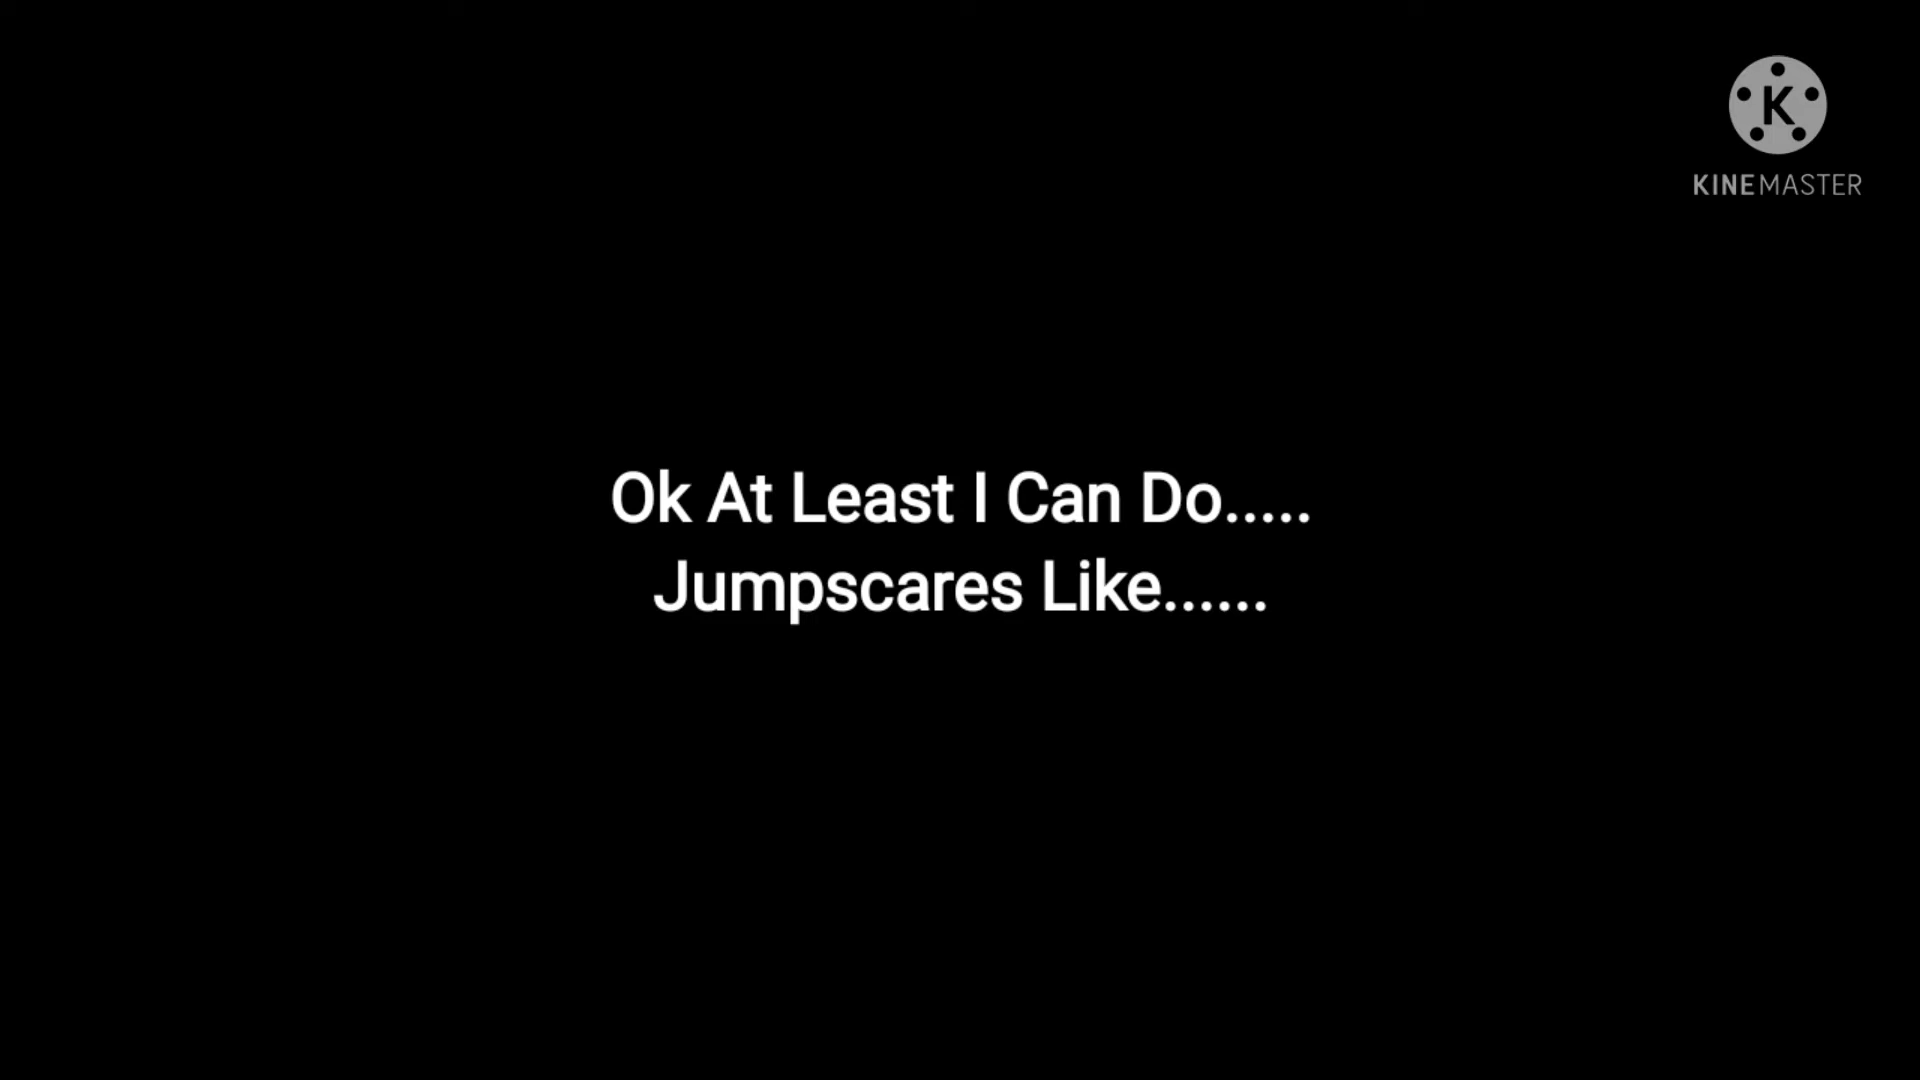 K
KINEMASTER
Ok At Least I Can Do.....
Jumpscares Like......